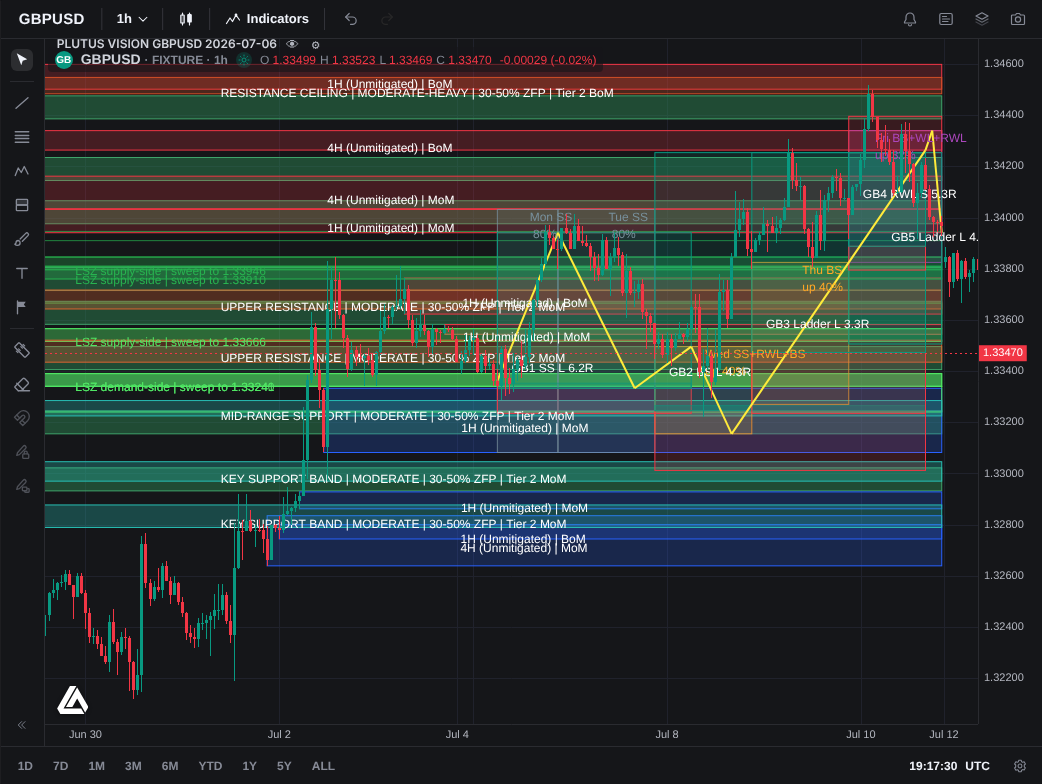 GBPUSD 1h Indicators
PLUTUS VISION GBPUSD 2026-07-06
GB GBPUSD · FIXTURE · 1h O 1.33499 H 1.33523 L 1.33469 C 1.33470 -0.00029 (-0.02%)
1H (Unmitigated) | BoM
RESISTANCE CEILING | MODERATE-HEAVY | 30-50% ZFP | Tier 2 BoM
4H (Unmitigated) | BoM
4H (Unmitigated) | MoM
1H (Unmitigated) | MoM
Mon SS
80%
Tue SS
80%
GB4 RWL S 5.3R
GB5 Ladder L 4.
LSZ supply-side | sweep to 1.33946
LSZ supply-side | sweep to 1.33910
Thu BS
up 40%
UPPER RESISTANCE | MODERATE | 30-50% ZFP | Tier 2 MoM
1H (Unmitigated) | BoM
GB3 Ladder L 3.3R
LSZ supply-side | sweep to 1.33666
1H (Unmitigated) | MoM
UPPER RESISTANCE | MODERATE | 30-50% ZFP | Tier 2 MoM
Wed SS+RWL+BS
GB1 SS L 6.2R
GB2 4.3R
LSZ demand-side | sweep to
MID-RANGE SUPPORT | MODERATE | 30-50% ZFP | Tier 2 MoM
1H (Unmitigated) | MoM
KEY SUPPORT BAND | MODERATE | 30-50% ZFP | Tier 2 MoM
1H (Unmitigated) | MoM
KEY SUPPORT BAND | MODERATE | 30-50% ZFP | Tier 2 MoM
1H (Unmitigated) | BoM
4H (Unmitigated) | MoM
1.34600
1.34400
1.34200
1.34000
1.33800
1.33600
1.33470
1.33400
1.33200
1.33000
1.32800
1.32600
1.32400
1.32200
Jun 30 Jul 2 Jul 4 Jul 8 Jul 10 Jul 12
1D 7D 1M 3M 6M YTD 1Y 5Y ALL 19:17:30 UTC